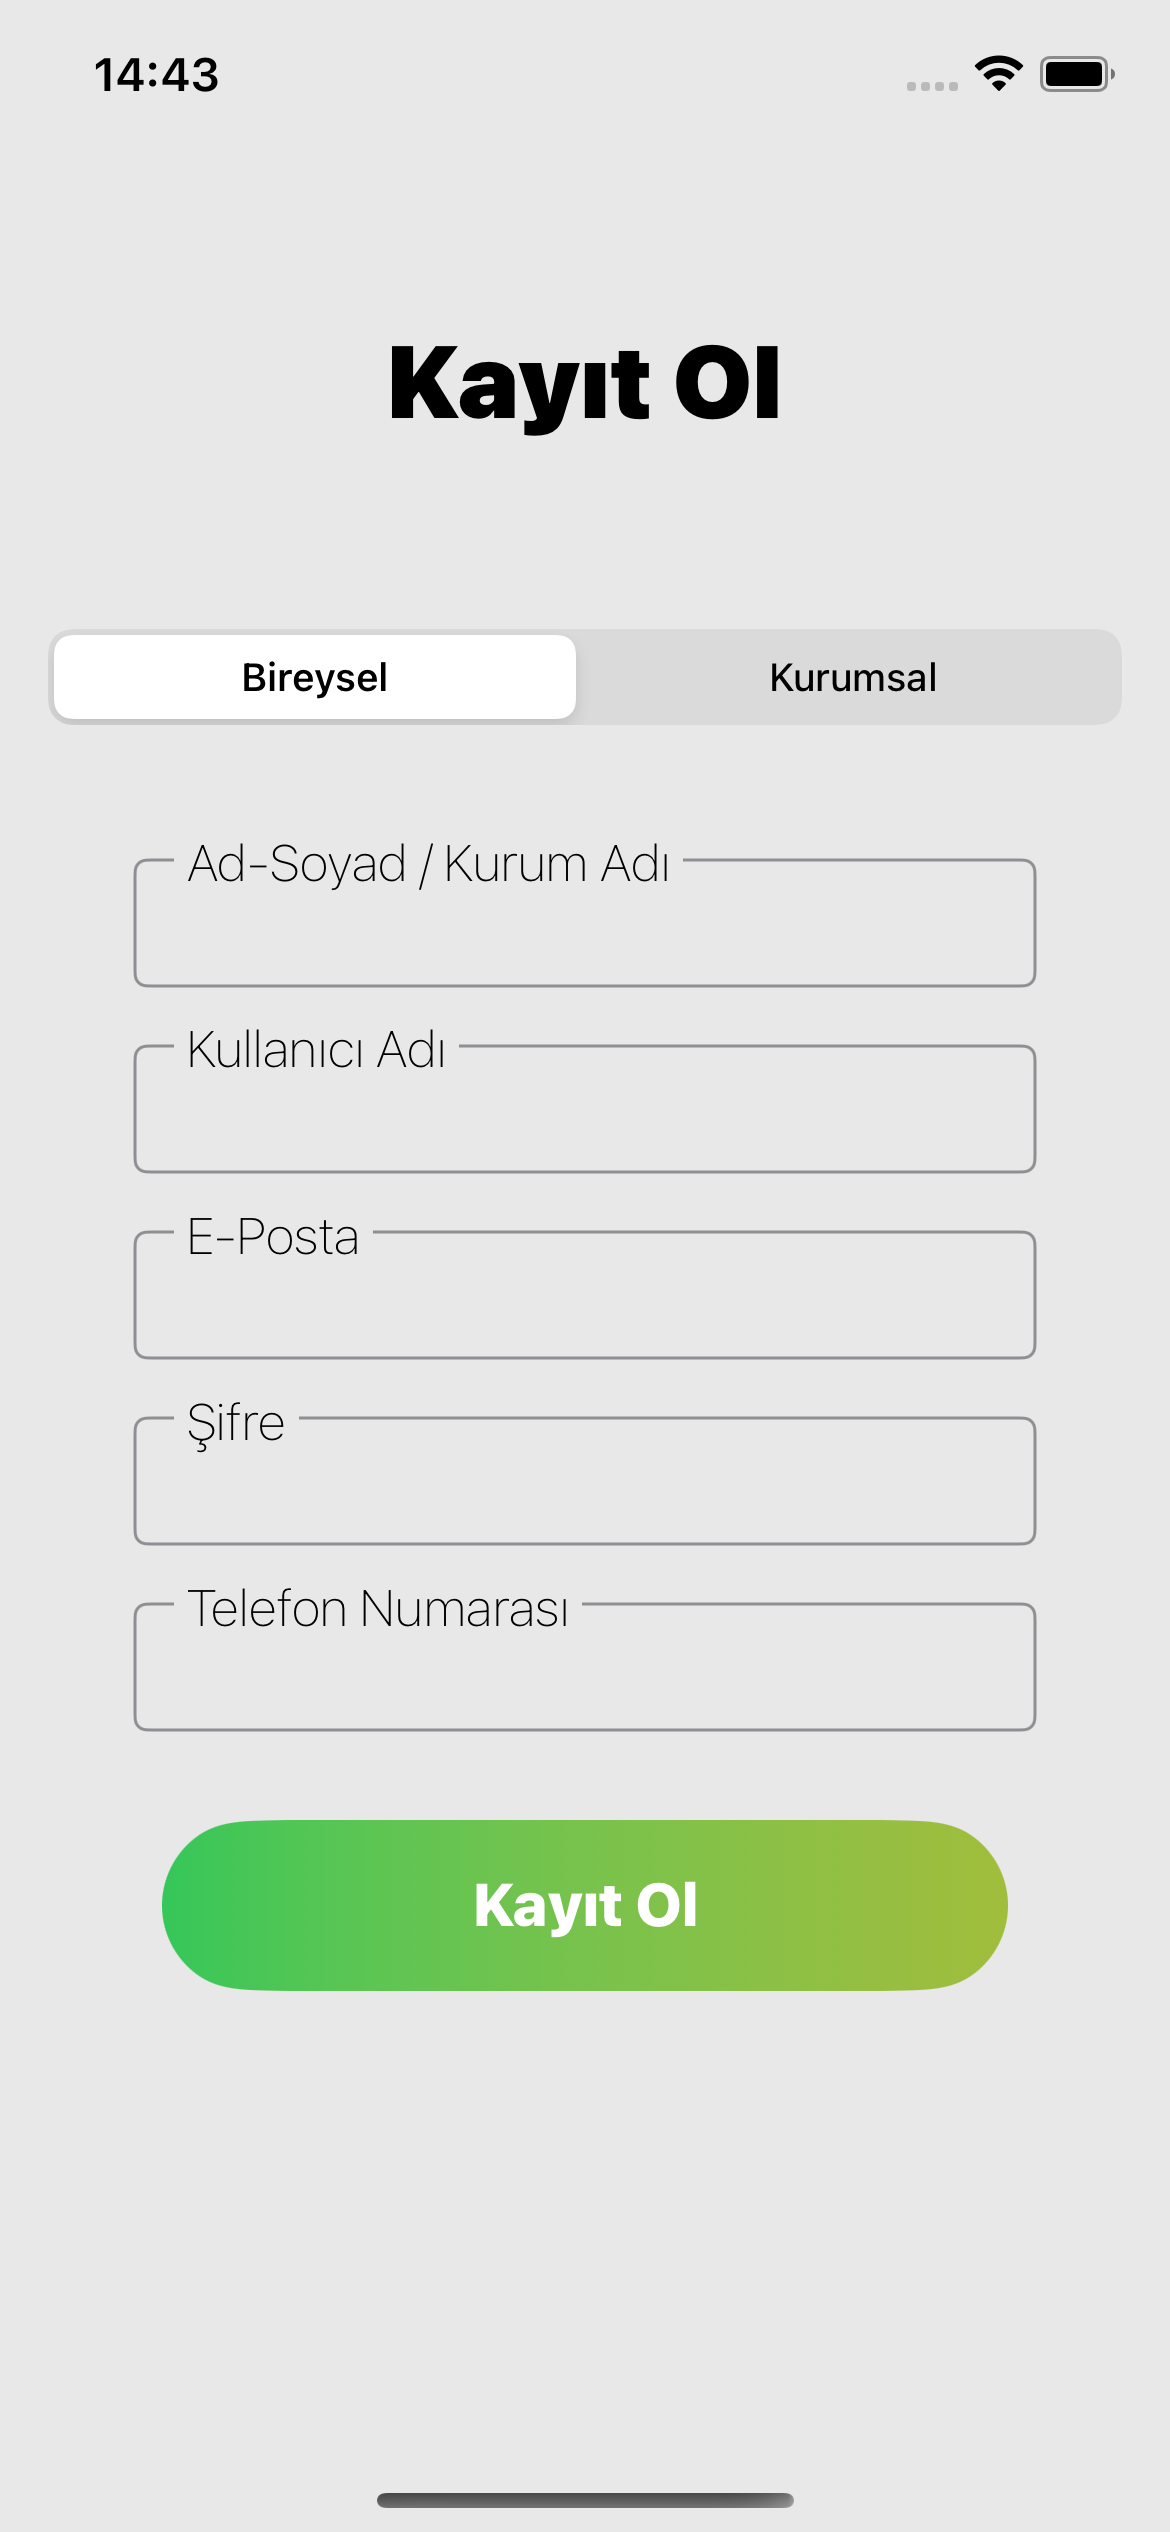 14:43
Kayıt Ol
Bireysel
Kurumsal
Ad-Soyad / Kurum Adı
Kullanıcı Adı
E-Posta
Şifre
Telefon Numarası
Kayıt Ol